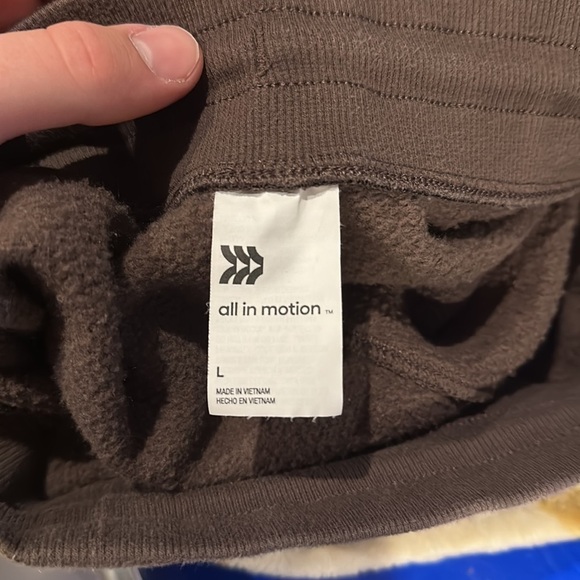 all in motion ™
L
MADE IN VIETNAM
HECHO EN VIETNAM